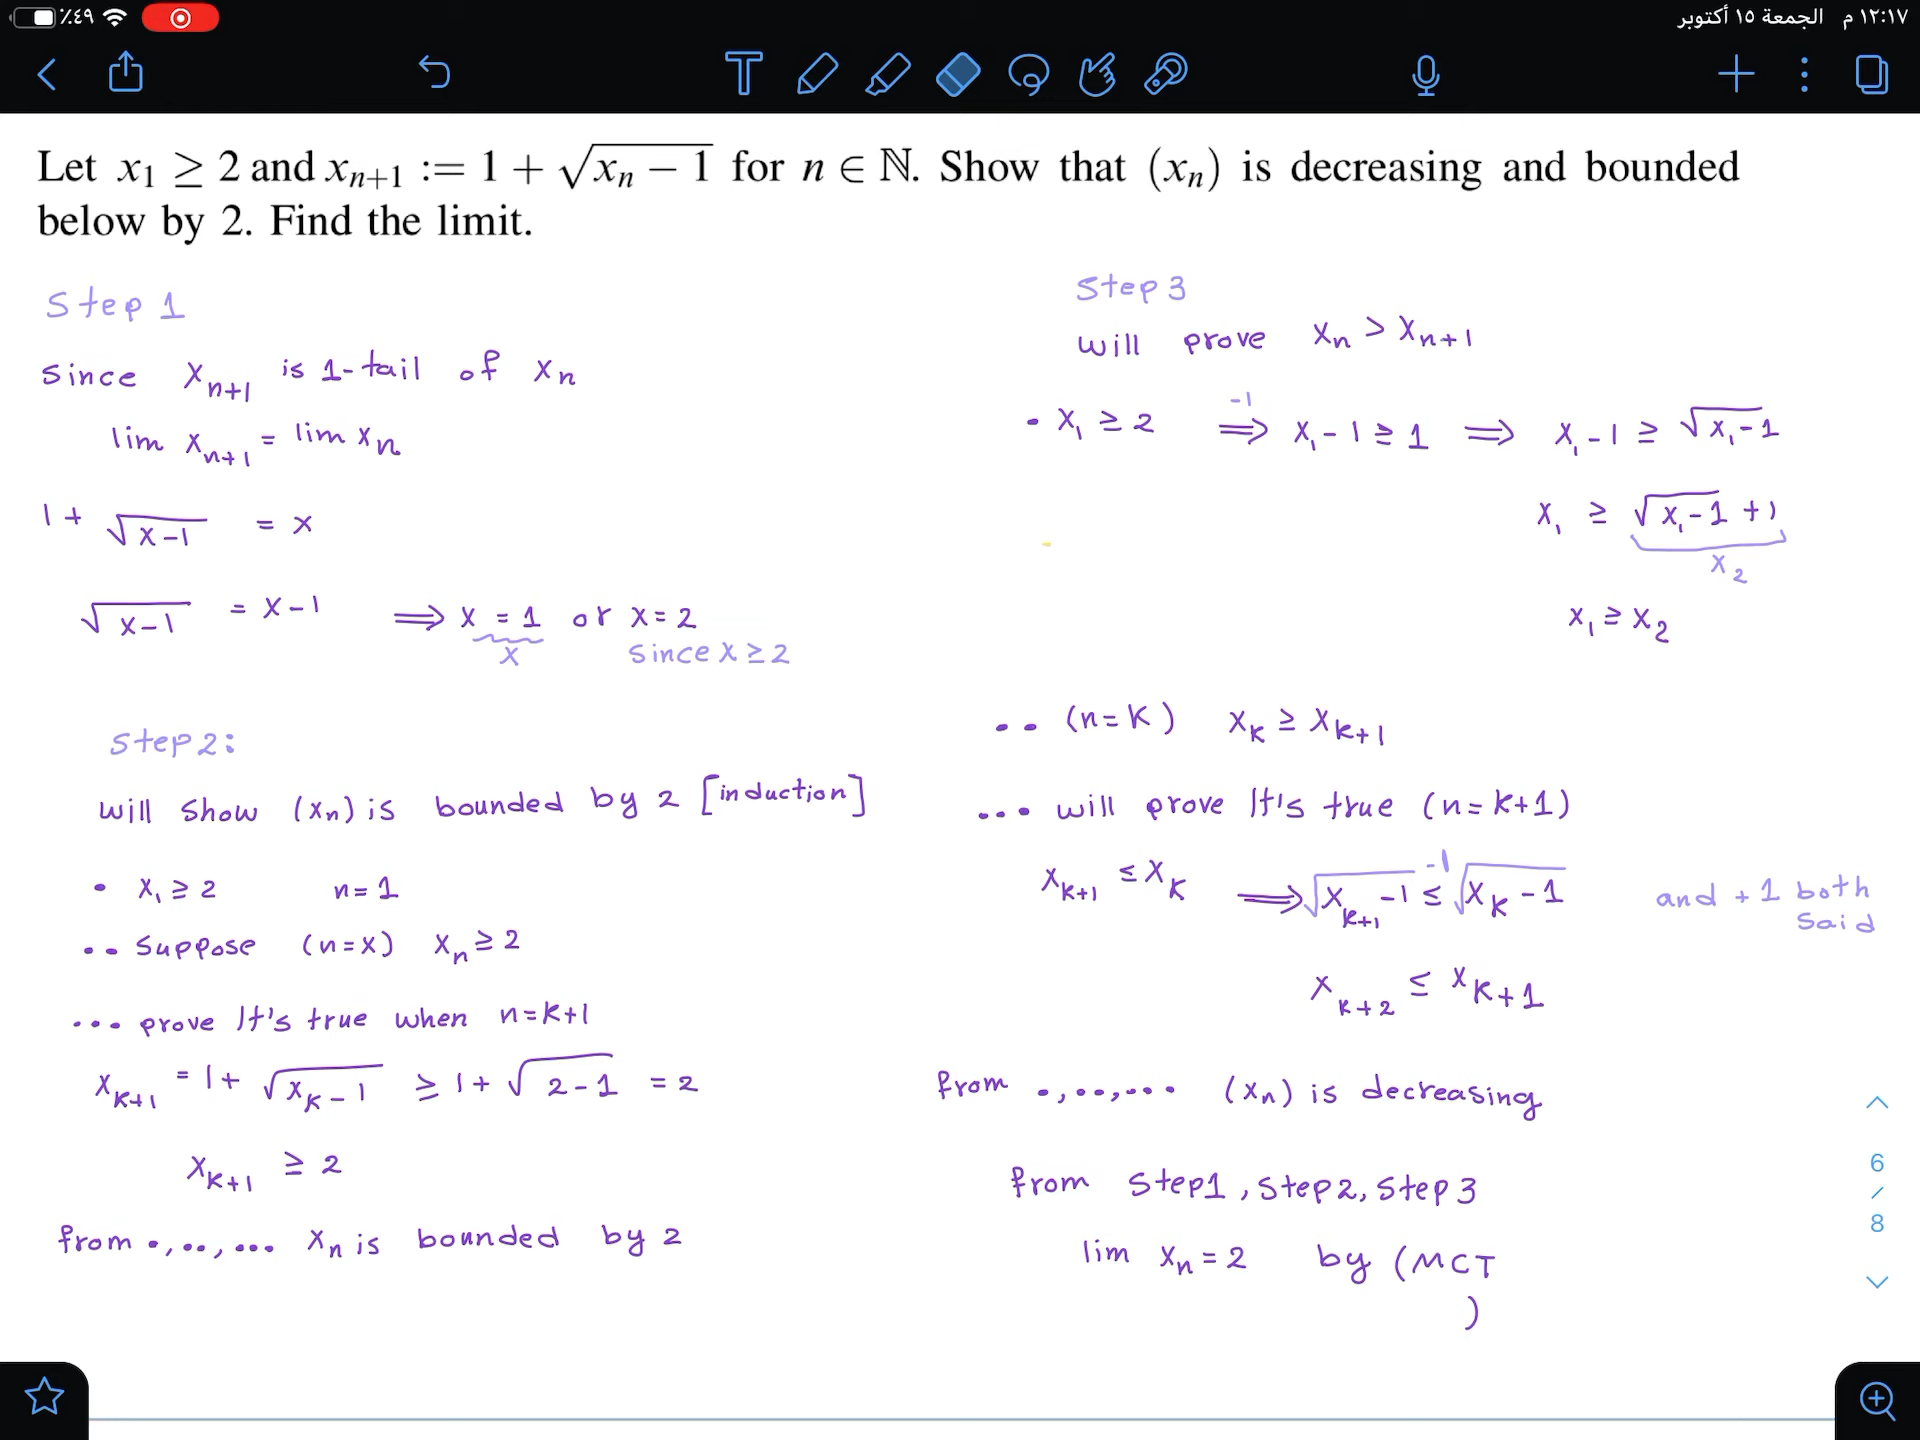 ٪٤٩
١٢:١٧ م الجمعة ١٥ أكتوبر
Let x₁ ≥ 2 and xₙ₊₁ := 1 + √(xₙ − 1) for n ∈ ℕ. Show that (xₙ) is decreasing and bounded
below by 2. Find the limit.
Step 1
Since xₙ₊₁ is 1-tail of xₙ
lim xₙ₊₁ = lim xₙ
1 + √(x-1) = x
√(x-1) = x-1 ⟹ x = 1 or x = 2
x since x ≥ 2
Step 2:
will show (xₙ) is bounded by 2 [induction]
• x₁ ≥ 2 n = 1
•• Suppose (n=x) xₙ ≥ 2
••• prove It's true when n=k+1
xₖ₊₁ = 1 + √(xₖ-1) ≥ 1 + √(2-1) = 2
xₖ₊₁ ≥ 2
from •, ••, ••• xₙ is bounded by 2
Step 3
will prove xₙ > xₙ₊₁
-1
• x₁ ≥ 2 ⟹ x₁-1 ≥ 1 ⟹ x₁-1 ≥ √(x₁-1)
x₁ ≥ √(x₁-1) + 1
x₂
x₁ ≥ x₂
•• (n=k) xₖ ≥ xₖ₊₁
••• will prove It's true (n=k+1)
-1
xₖ₊₁ ≤ xₖ ⟹ √(xₖ₊₁-1) ≤ √(xₖ-1) and +1 both
said
xₖ₊₂ ≤ xₖ₊₁
from •, ••, ••• (xₙ) is decreasing
from step1, step2, step3
lim xₙ = 2 by (MCT
)
6
/
8